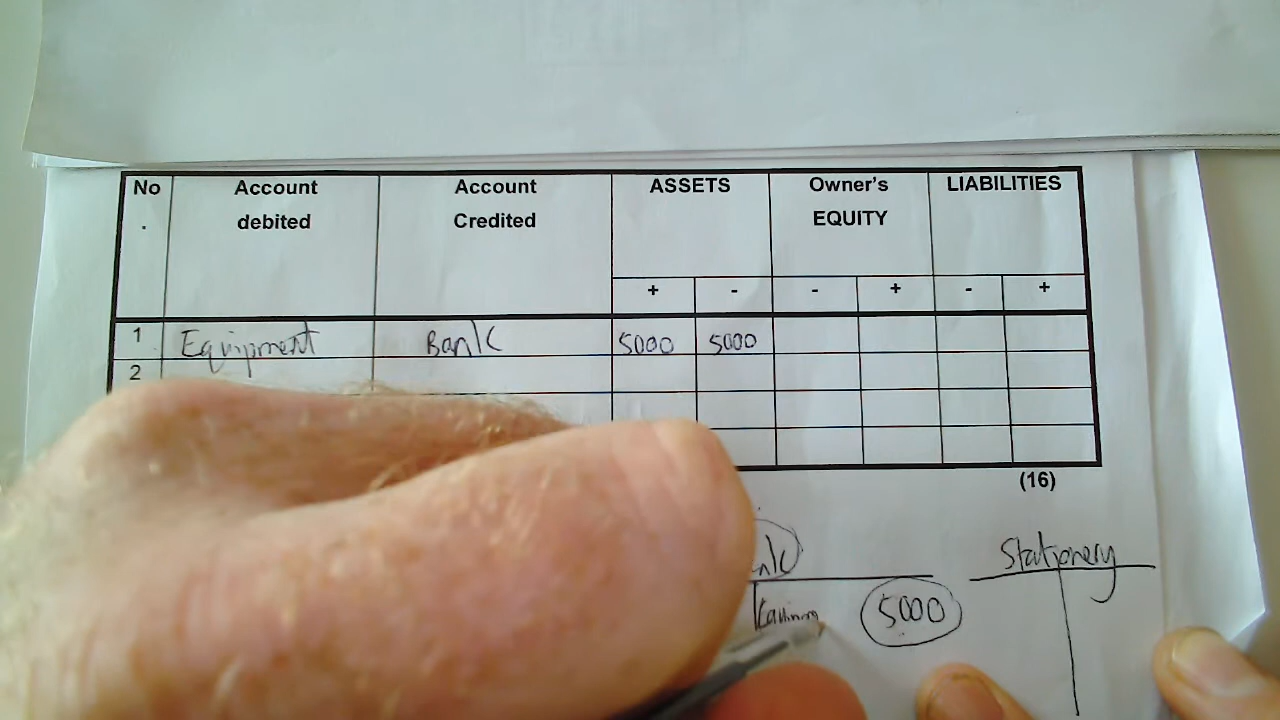 No Account Account ASSETS Owner's LIABILITIES
. debited Credited EQUITY
+ - - + - +
1 Equipment Bank 5000 5000
2
(16)
Stationery
5000